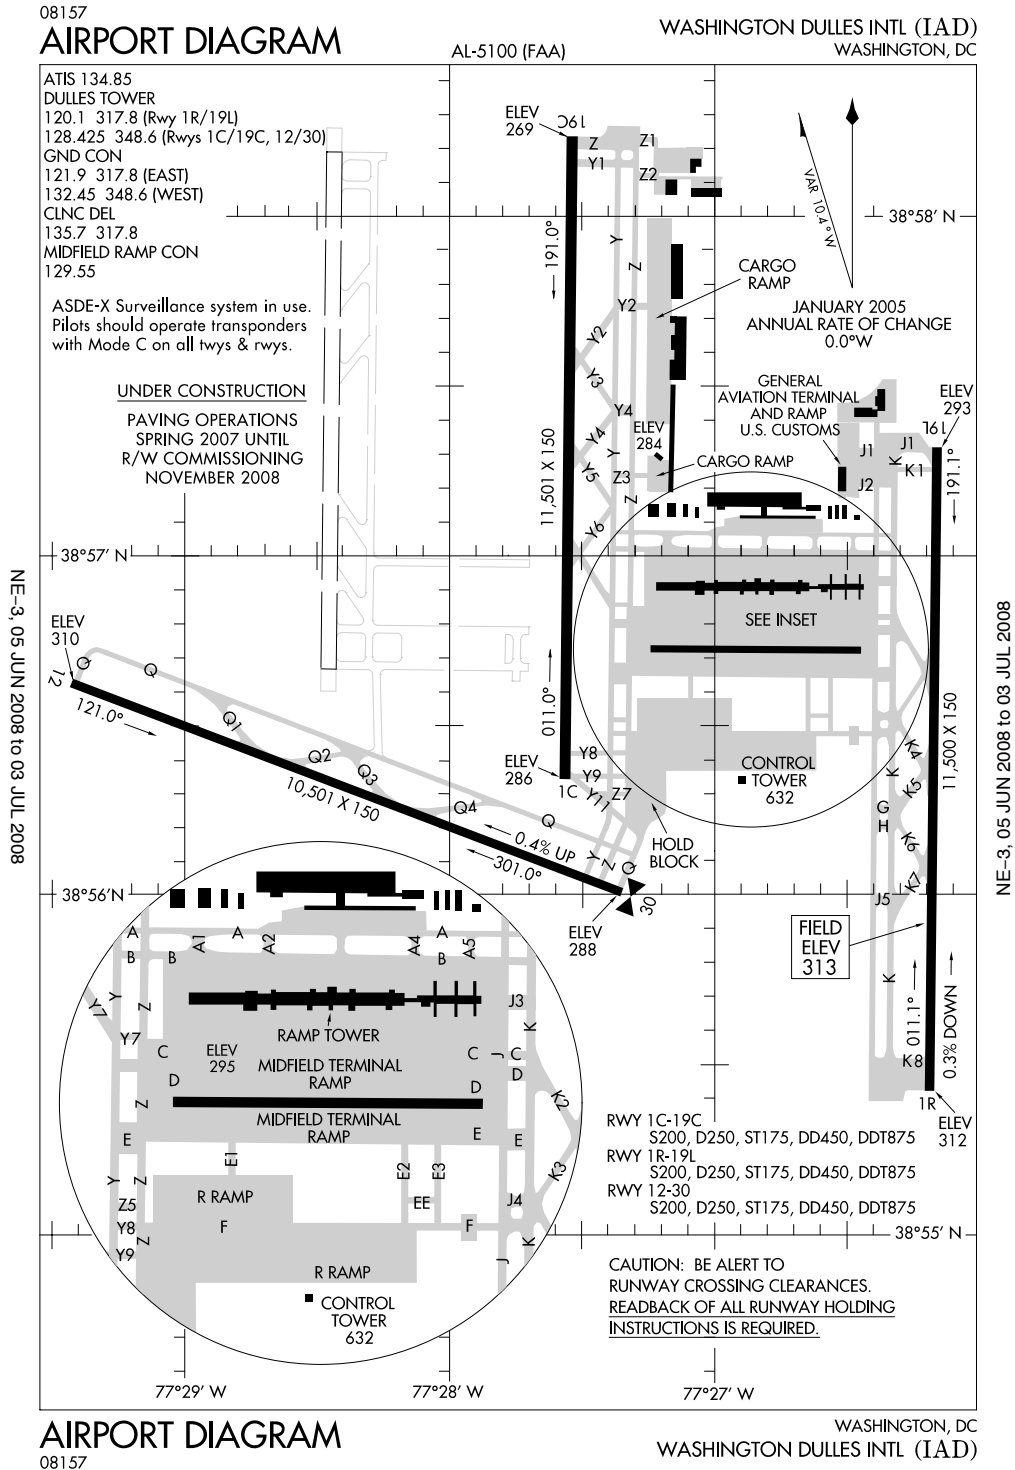 08157
AIRPORT DIAGRAM
AL-5100 (FAA)
WASHINGTON DULLES INTL (IAD)
WASHINGTON, DC
ATIS 134.85
DULLES TOWER
120.1 317.8 (Rwy 1R/19L)
128.425 348.6 (Rwys 1C/19C, 12/30)
GND CON
121.9 317.8 (EAST)
132.45 348.6 (WEST)
CLNC DEL
135.7 317.8
MIDFIELD RAMP CON
129.55
ASDE-X Surveillance system in use.
Pilots should operate transponders
with Mode C on all twys & rwys.
UNDER CONSTRUCTION
PAVING OPERATIONS
SPRING 2007 UNTIL
R/W COMMISSIONING
NOVEMBER 2008
ELEV
269
19C
Z
Z1
Y1
Z2
VAR 10.4° W
38°58' N
191.0°
Y
Z
CARGO
RAMP
Y2
Y2
JANUARY 2005
ANNUAL RATE OF CHANGE
0.0°W
Y3
GENERAL
AVIATION TERMINAL
AND RAMP
U.S. CUSTOMS
ELEV
293
19L
Y4
Y4
ELEV
284
Y
J1
J1
K
K1
CARGO RAMP
Y5
Z3
Z
J2
191.1°
11,501 X 150
Y6
38°57' N
SEE INSET
ELEV
310
12
Q
Q
121.0°
Q1
Q2
Q3
10,501 X 150
Q4
Q
0.4% UP
301.0°
011.0°
ELEV
286
1C
Y8
Y9
Y11
Z7
Y
Z
Q
HOLD
BLOCK
CONTROL
TOWER
632
11,500 X 150
K4
K
K5
G
H
K6
K7
J5
38°56' N
30
ELEV
288
FIELD
ELEV
313
K
011.1°
0.3% DOWN
K8
1R
ELEV
312
A
A1
A
A2
A4
A
A5
B
B
B
Y
Z
Y7
Y7
J3
K
RAMP TOWER
C
ELEV
295
MIDFIELD TERMINAL
RAMP
C
J
C
D
D
D
K2
Z
MIDFIELD TERMINAL
RAMP
E
E
E
E1
E2
E3
K3
Y
Z
Z5
R RAMP
EE
J4
Y8
F
F
Z
Y9
K
J
R RAMP
CONTROL
TOWER
632
RWY 1C-19C
S200, D250, ST175, DD450, DDT875
RWY 1R-19L
S200, D250, ST175, DD450, DDT875
RWY 12-30
S200, D250, ST175, DD450, DDT875
38°55' N
CAUTION: BE ALERT TO
RUNWAY CROSSING CLEARANCES.
READBACK OF ALL RUNWAY HOLDING
INSTRUCTIONS IS REQUIRED.
77°29' W
77°28' W
77°27' W
NE-3, 05 JUN 2008 to 03 JUL 2008
NE-3, 05 JUN 2008 to 03 JUL 2008
AIRPORT DIAGRAM
08157
WASHINGTON, DC
WASHINGTON DULLES INTL (IAD)